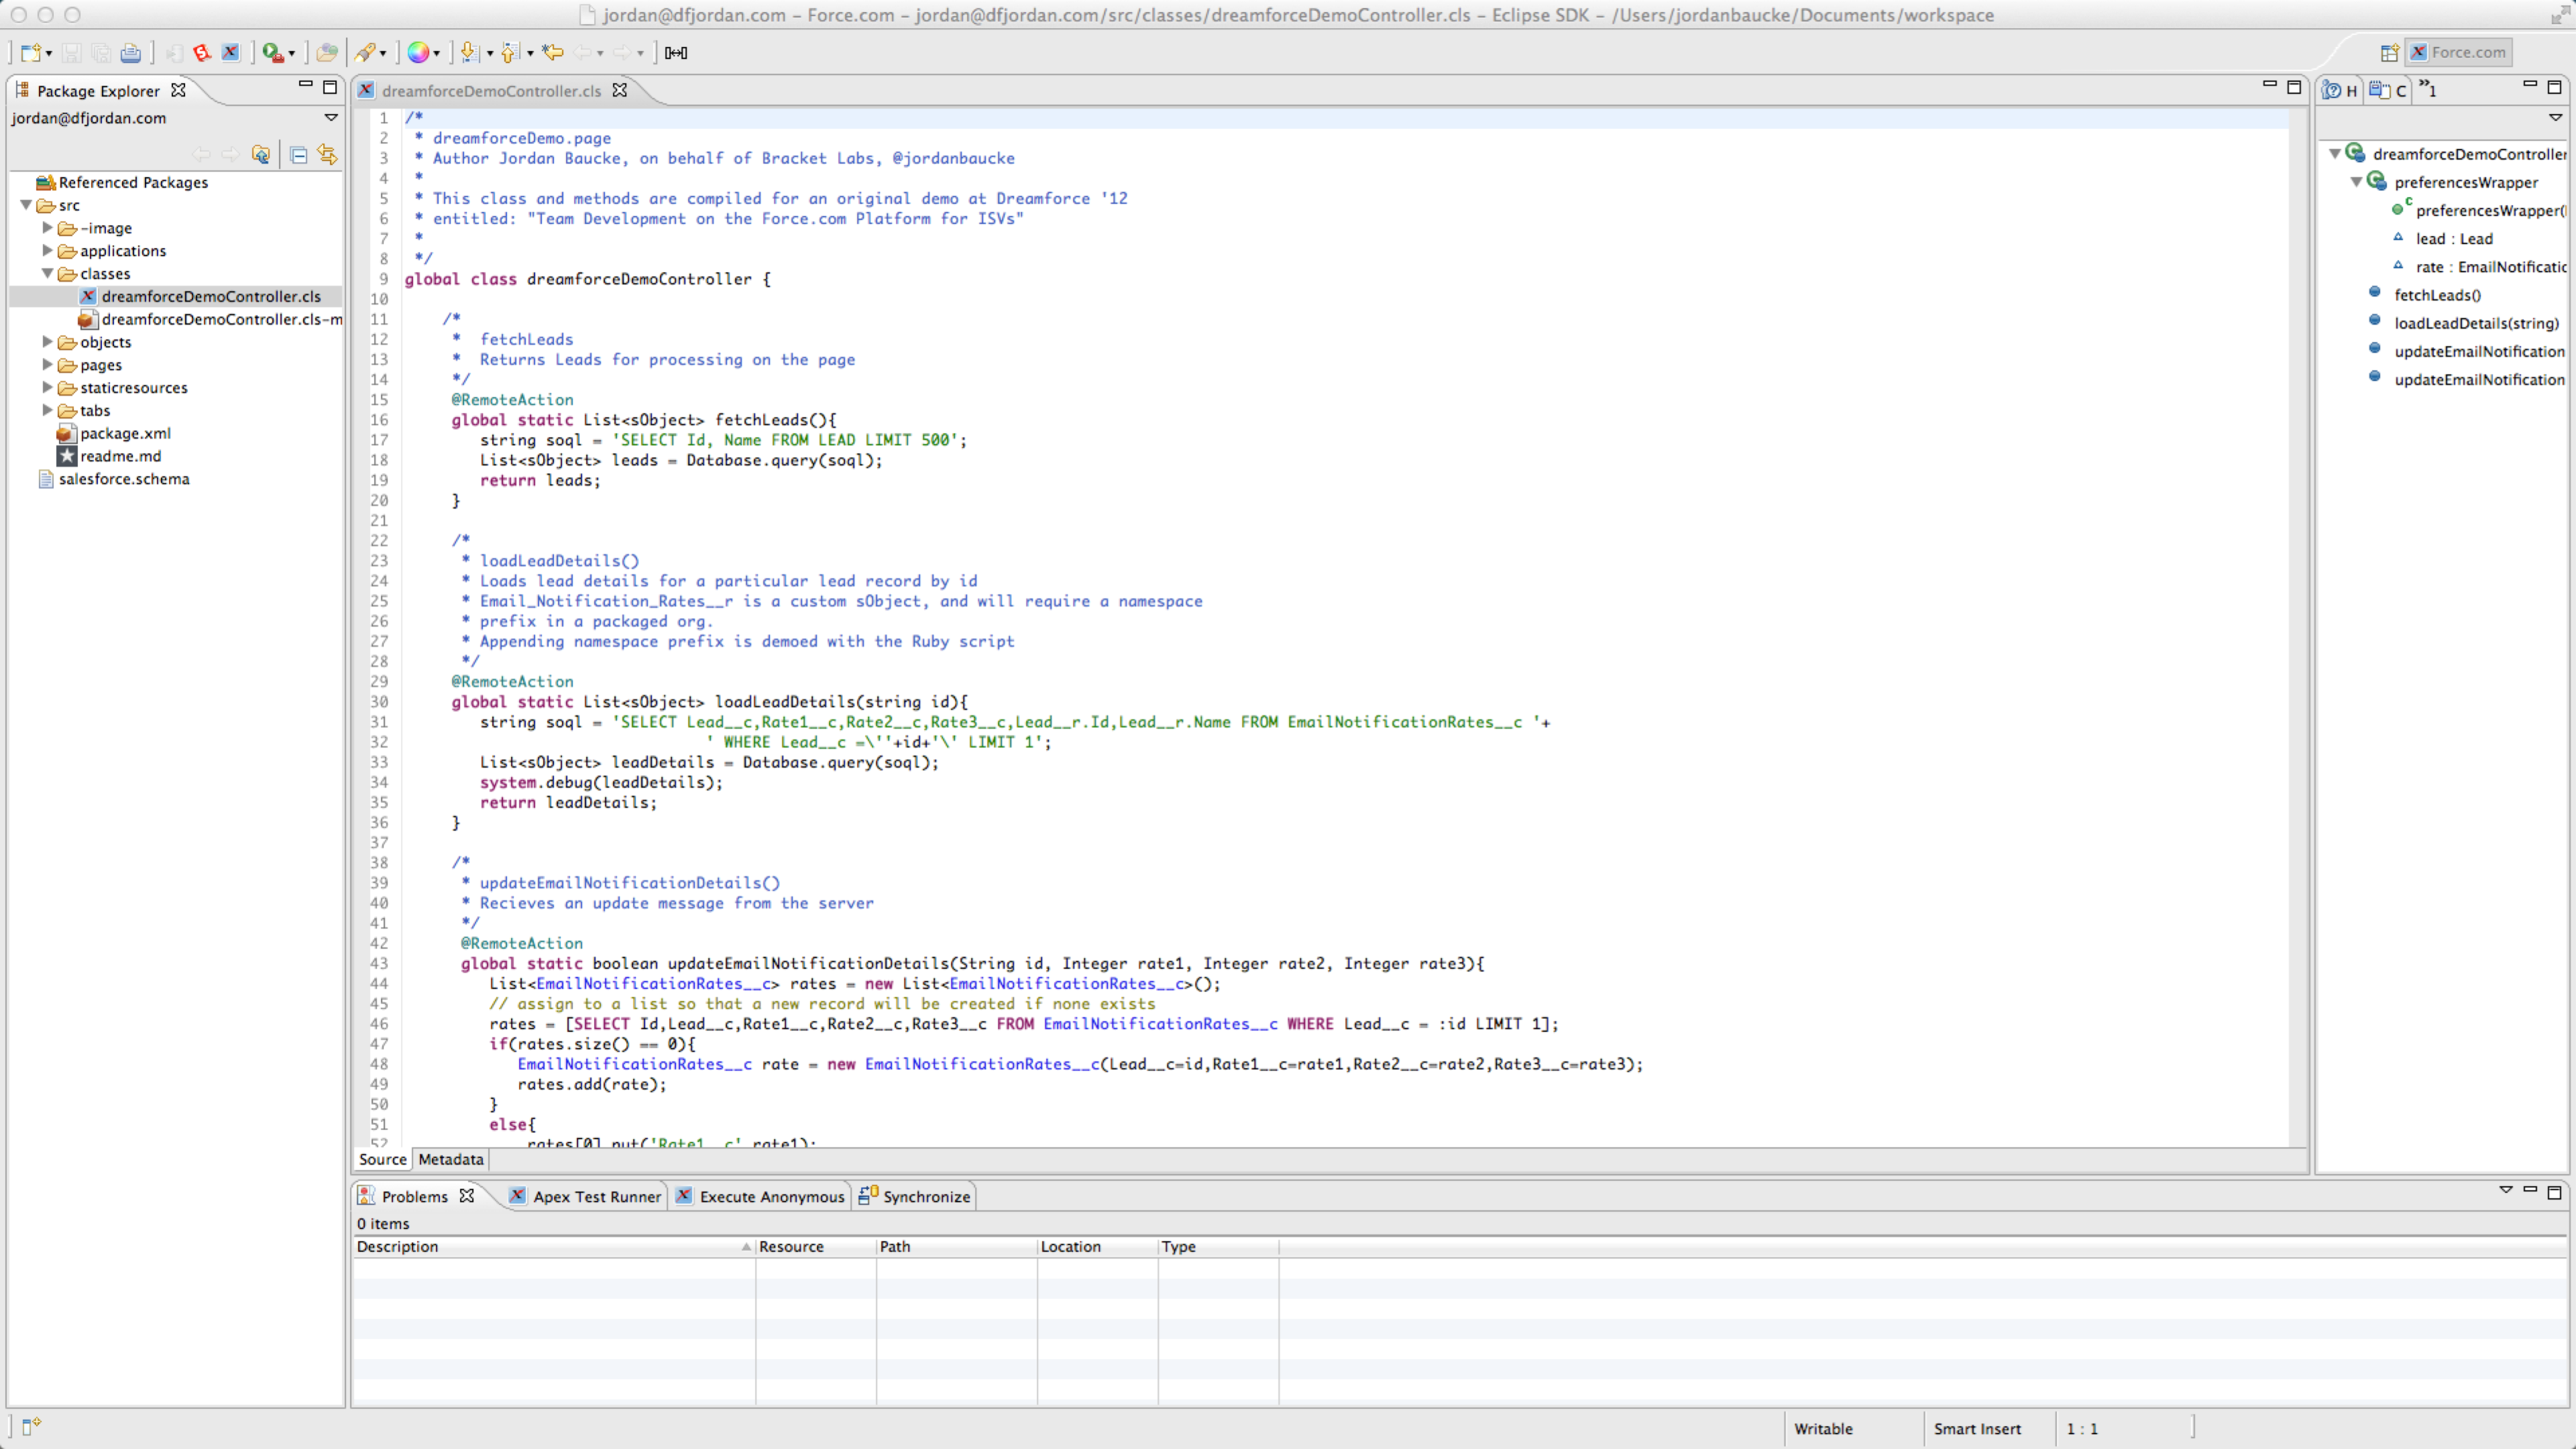 jordan@dfjordan.com – Force.com – jordan@dfjordan.com/src/classes/dreamforceDemoController.cls – Eclipse SDK – /Users/jordanbaucke/Documents/workspace
Force.com
Package Explorer
jordan@dfjordan.com
Referenced Packages
src
-image
applications
classes
dreamforceDemoController.cls
dreamforceDemoController.cls-m
objects
pages
staticresources
tabs
package.xml
readme.md
salesforce.schema
dreamforceDemoController.cls
1 /*
2 * dreamforceDemo.page
3 * Author Jordan Baucke, on behalf of Bracket Labs, @jordanbaucke
4 *
5 * This class and methods are compiled for an original demo at Dreamforce '12
6 * entitled: "Team Development on the Force.com Platform for ISVs"
7 *
8 */
9 global class dreamforceDemoController {
10
11 /*
12 * fetchLeads
13 * Returns Leads for processing on the page
14 */
15 @RemoteAction
16 global static List<sObject> fetchLeads(){
17 string soql = 'SELECT Id, Name FROM LEAD LIMIT 500';
18 List<sObject> leads = Database.query(soql);
19 return leads;
20 }
21
22 /*
23 * loadLeadDetails()
24 * Loads lead details for a particular lead record by id
25 * Email_Notification_Rates__r is a custom sObject, and will require a namespace
26 * prefix in a packaged org.
27 * Appending namespace prefix is demoed with the Ruby script
28 */
29 @RemoteAction
30 global static List<sObject> loadLeadDetails(string id){
31 string soql = 'SELECT Lead__c,Rate1__c,Rate2__c,Rate3__c,Lead__r.Id,Lead__r.Name FROM EmailNotificationRates__c '+
32 ' WHERE Lead__c =\''+id+'\' LIMIT 1';
33 List<sObject> leadDetails = Database.query(soql);
34 system.debug(leadDetails);
35 return leadDetails;
36 }
37
38 /*
39 * updateEmailNotificationDetails()
40 * Recieves an update message from the server
41 */
42 @RemoteAction
43 global static boolean updateEmailNotificationDetails(String id, Integer rate1, Integer rate2, Integer rate3){
44 List<EmailNotificationRates__c> rates = new List<EmailNotificationRates__c>();
45 // assign to a list so that a new record will be created if none exists
46 rates = [SELECT Id,Lead__c,Rate1__c,Rate2__c,Rate3__c FROM EmailNotificationRates__c WHERE Lead__c = :id LIMIT 1];
47 if(rates.size() == 0){
48 EmailNotificationRates__c rate = new EmailNotificationRates__c(Lead__c=id,Rate1__c=rate1,Rate2__c=rate2,Rate3__c=rate3);
49 rates.add(rate);
50 }
51 else{
52 rates[0].put('Rate1__c',rate1);
Source Metadata
H C »1
dreamforceDemoController
preferencesWrapper
preferencesWrapper(
lead : Lead
rate : EmailNotificatic
fetchLeads()
loadLeadDetails(string)
updateEmailNotification
updateEmailNotification
Problems Apex Test Runner Execute Anonymous Synchronize
0 items
Description Resource Path Location Type
Writable Smart Insert 1 : 1